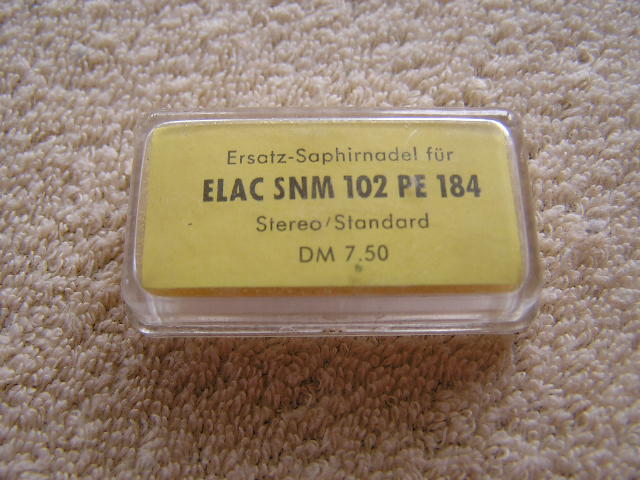 Ersatz-Saphirnadel für
ELAC SNM 102 PE 184
Stereo/Standard
DM 7.50